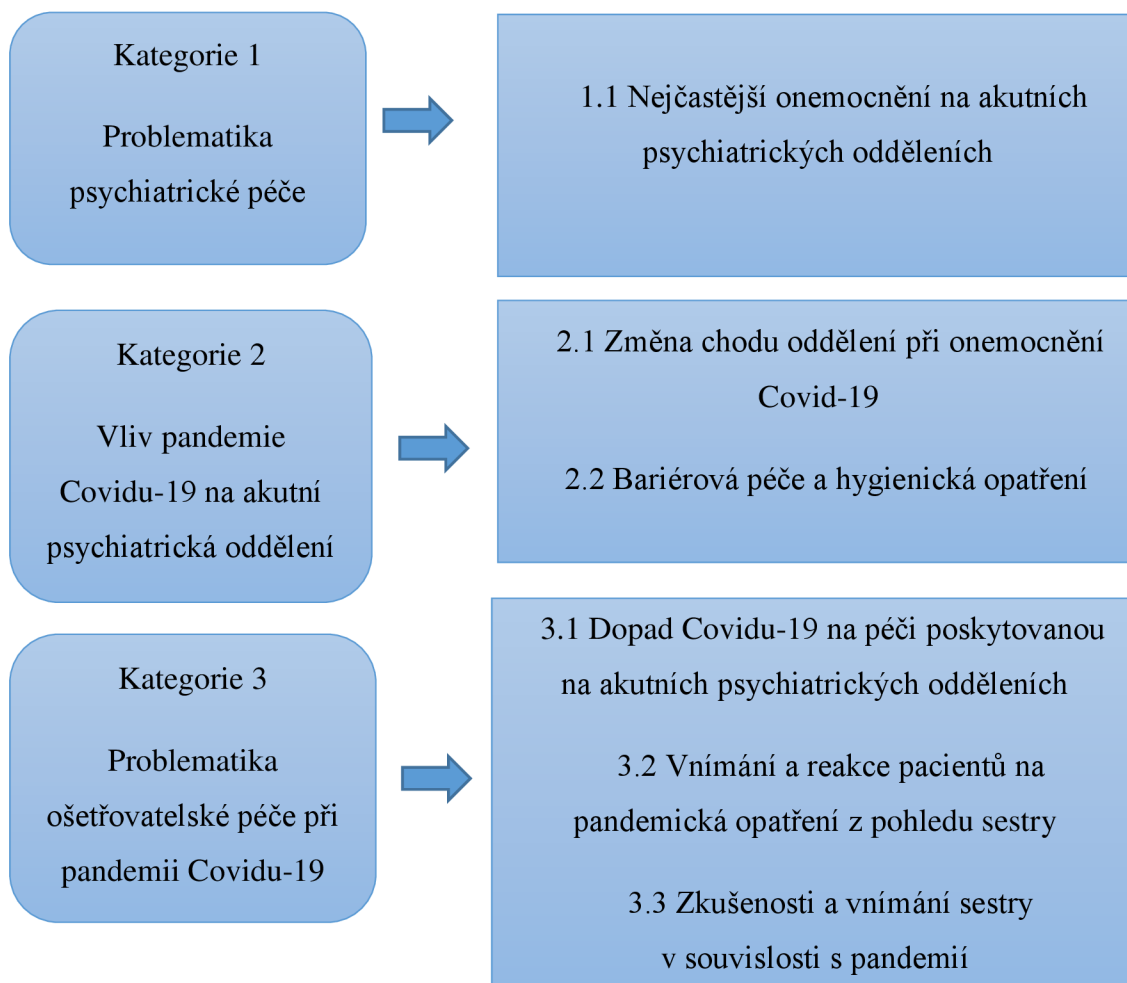 Kategorie 1
Problematika
psychiatrické péče
1.1 Nejčastější onemocnění na akutních
psychiatrických odděleních
Kategorie 2
Vliv pandemie
Covidu-19 na akutní
psychiatrická oddělení
2.1 Změna chodu oddělení při onemocnění
Covid-19
2.2 Bariérová péče a hygienická opatření
Kategorie 3
Problematika
ošetřovatelské péče při
pandemii Covidu-19
3.1 Dopad Covidu-19 na péči poskytovanou
na akutních psychiatrických odděleních
3.2 Vnímání a reakce pacientů na
pandemická opatření z pohledu sestry
3.3 Zkušenosti a vnímání sestry
v souvislosti s pandemií